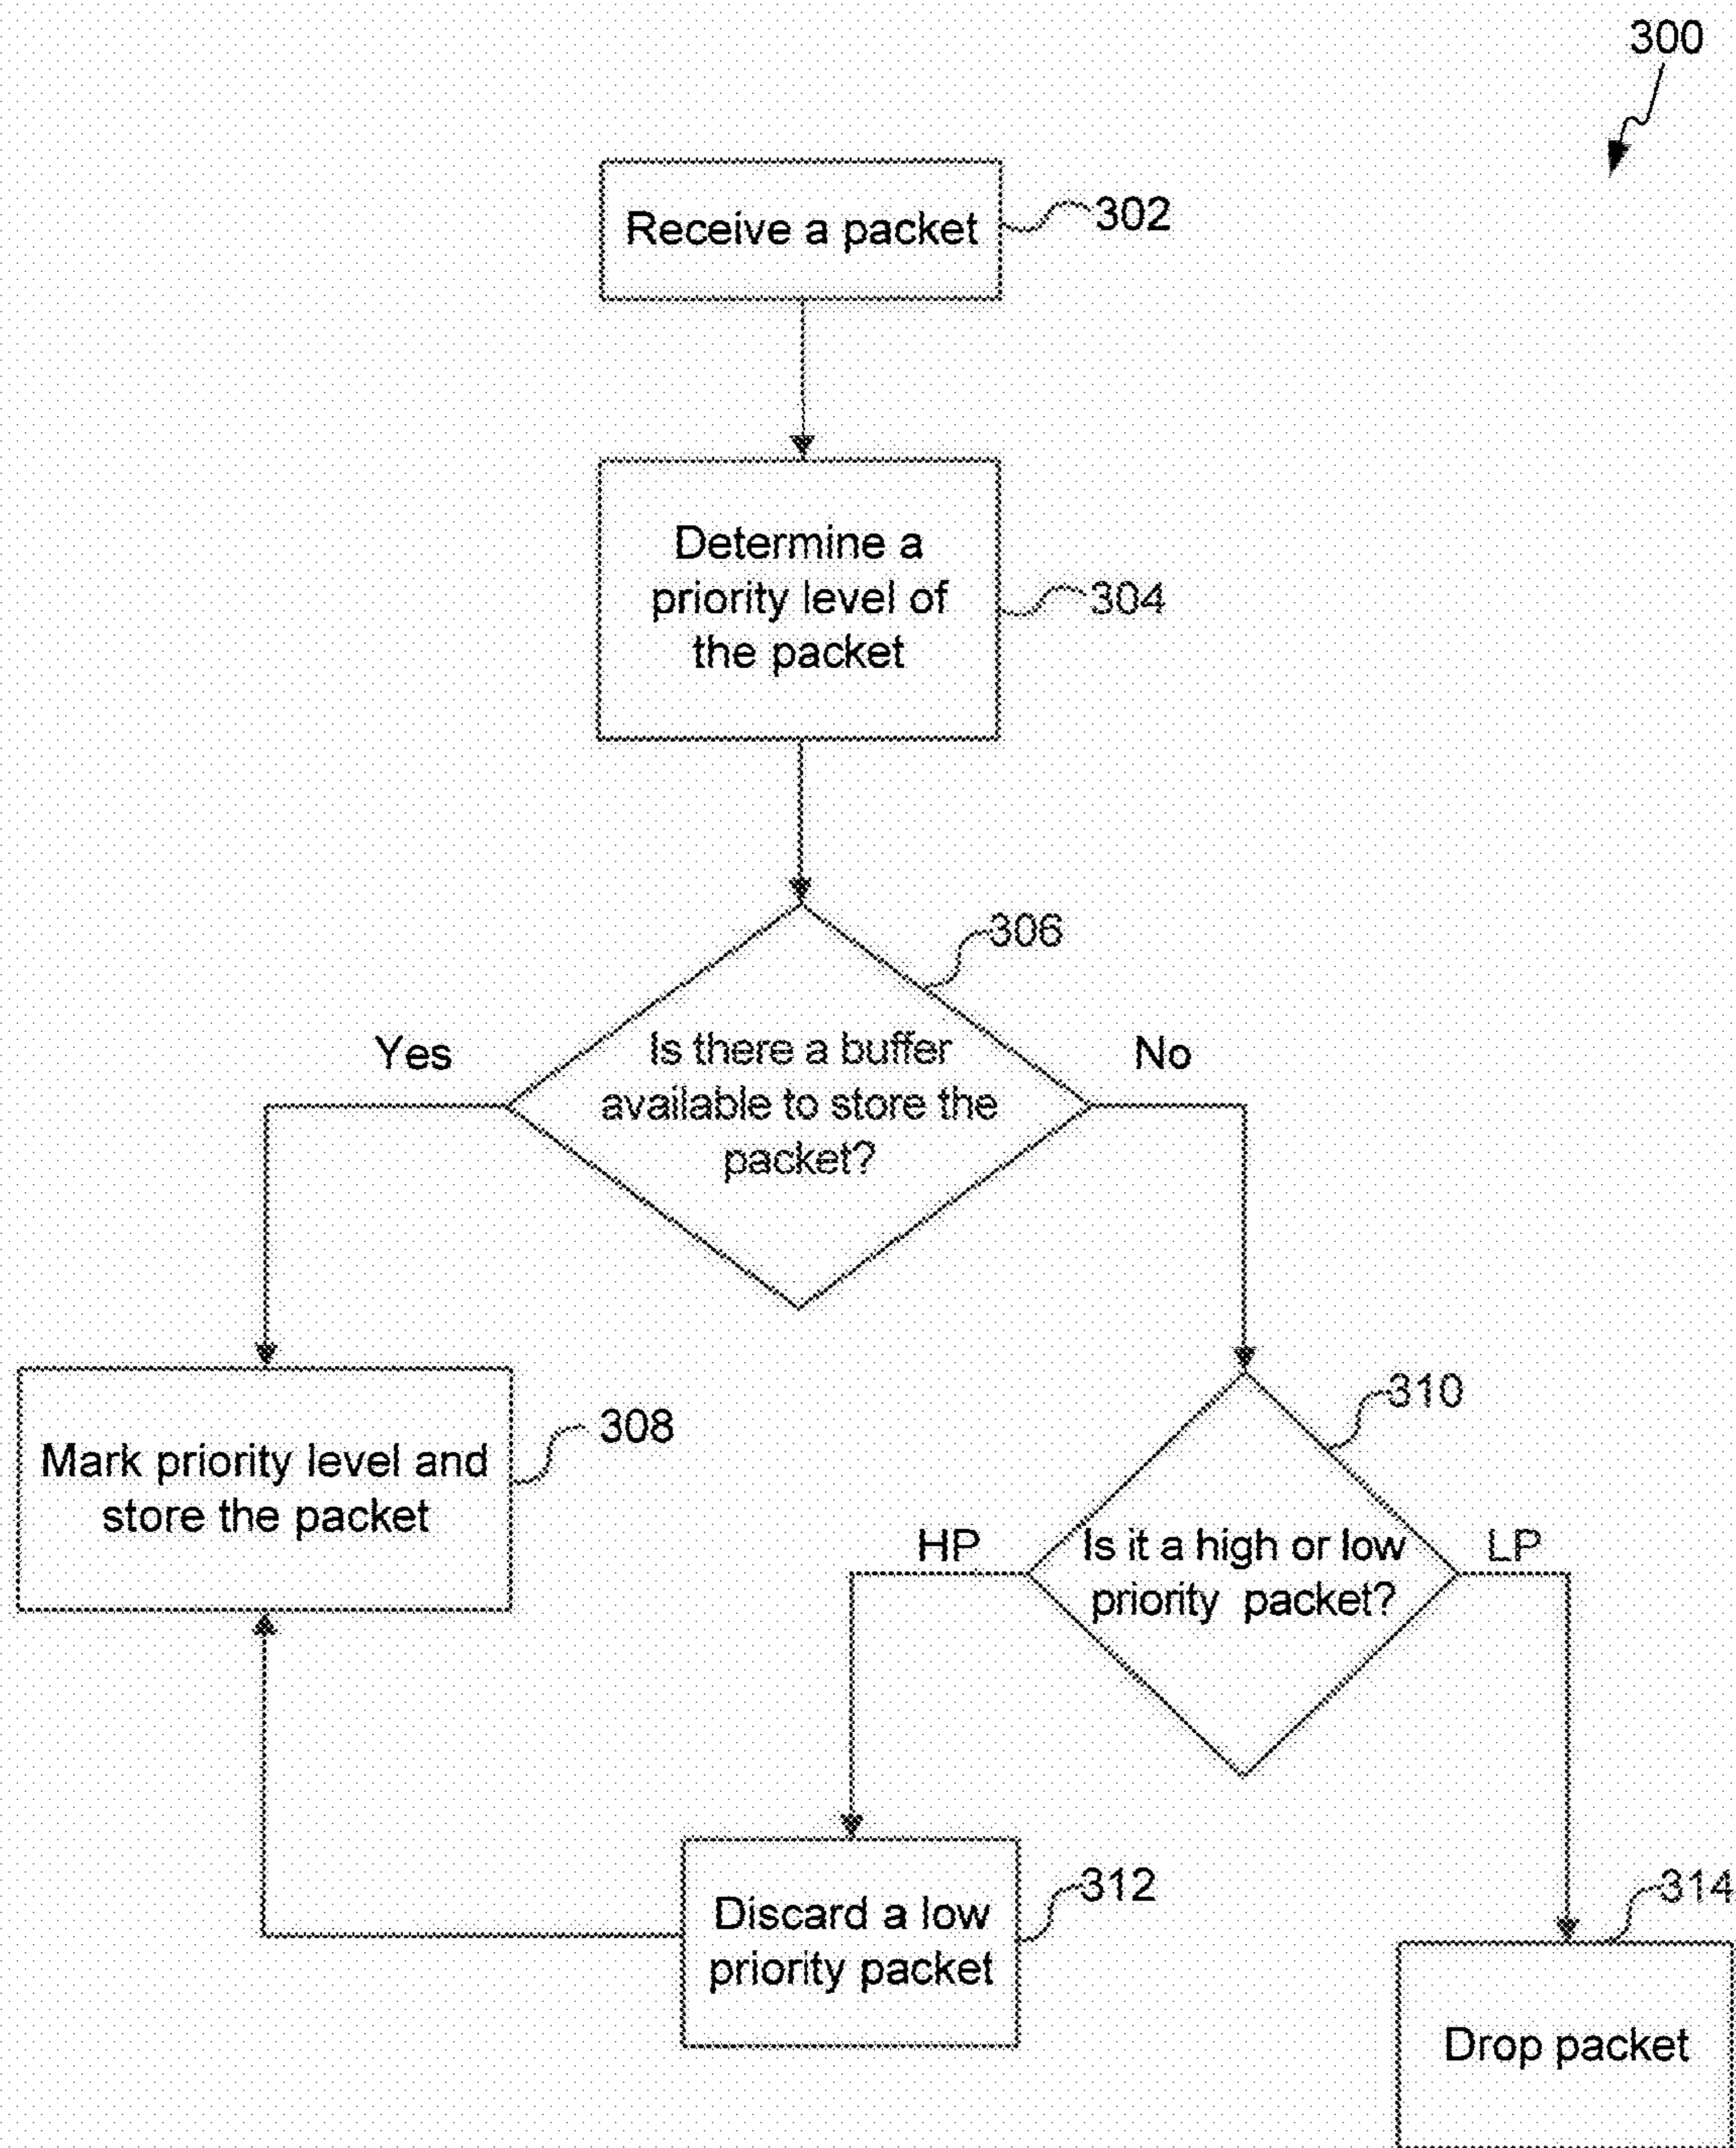 300
Receive a packet
302
Determine a
priority level of
the packet
304
306
Yes
Is there a buffer
available to store the
packet?
No
Mark priority level and
store the packet
308
310
HP
Is it a high or low
priority packet?
LP
Discard a low
priority packet
312
314
Drop packet